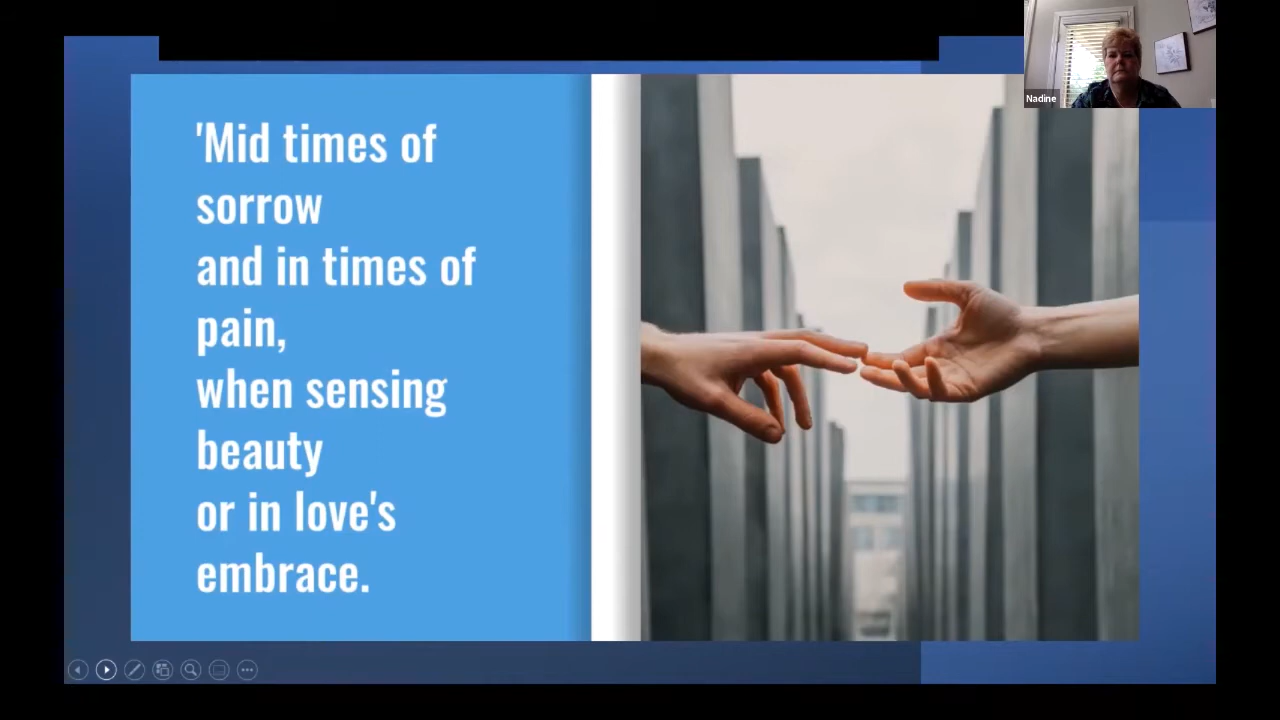 'Mid times of
sorrow
and in times of
pain,
when sensing
beauty
or in love's
embrace.
Nadine